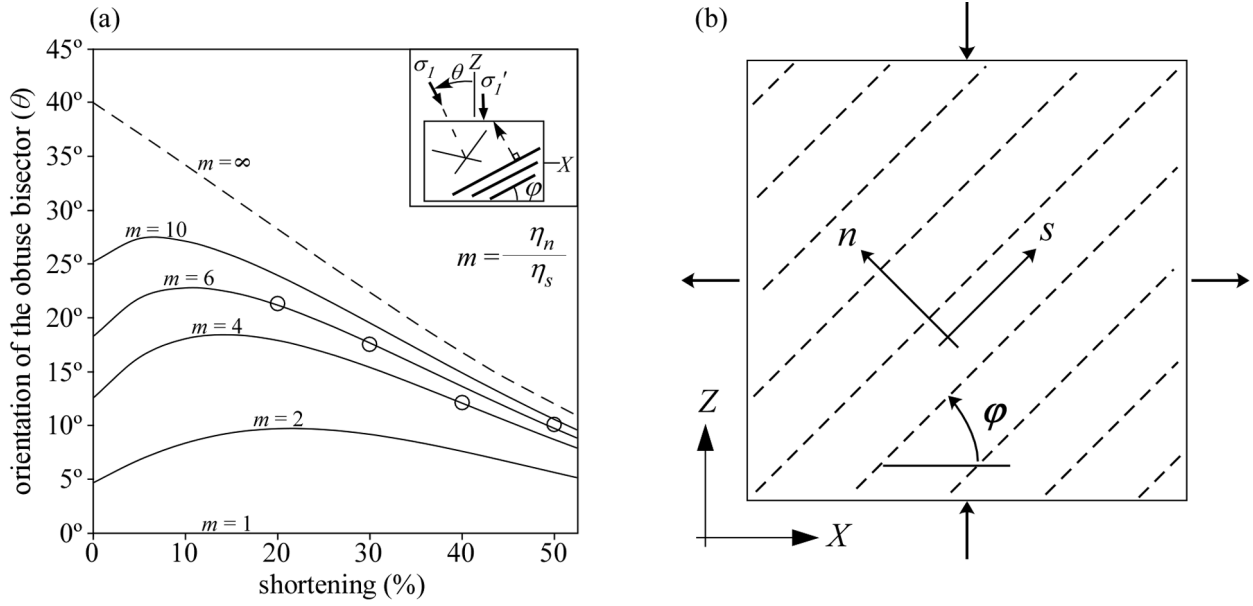 (a)
(b)
45º
40º
35º
30º
25º
20º
15º
10º
5º
0º
orientation of the obtuse bisector (θ)
m = ∞
m = 10
m = 6
m = 4
m = 2
m = 1
σ1 θ Z σ1'
X
φ
m = ηn / ηs
0 10 20 30 40 50
shortening (%)
n s
φ
Z
X